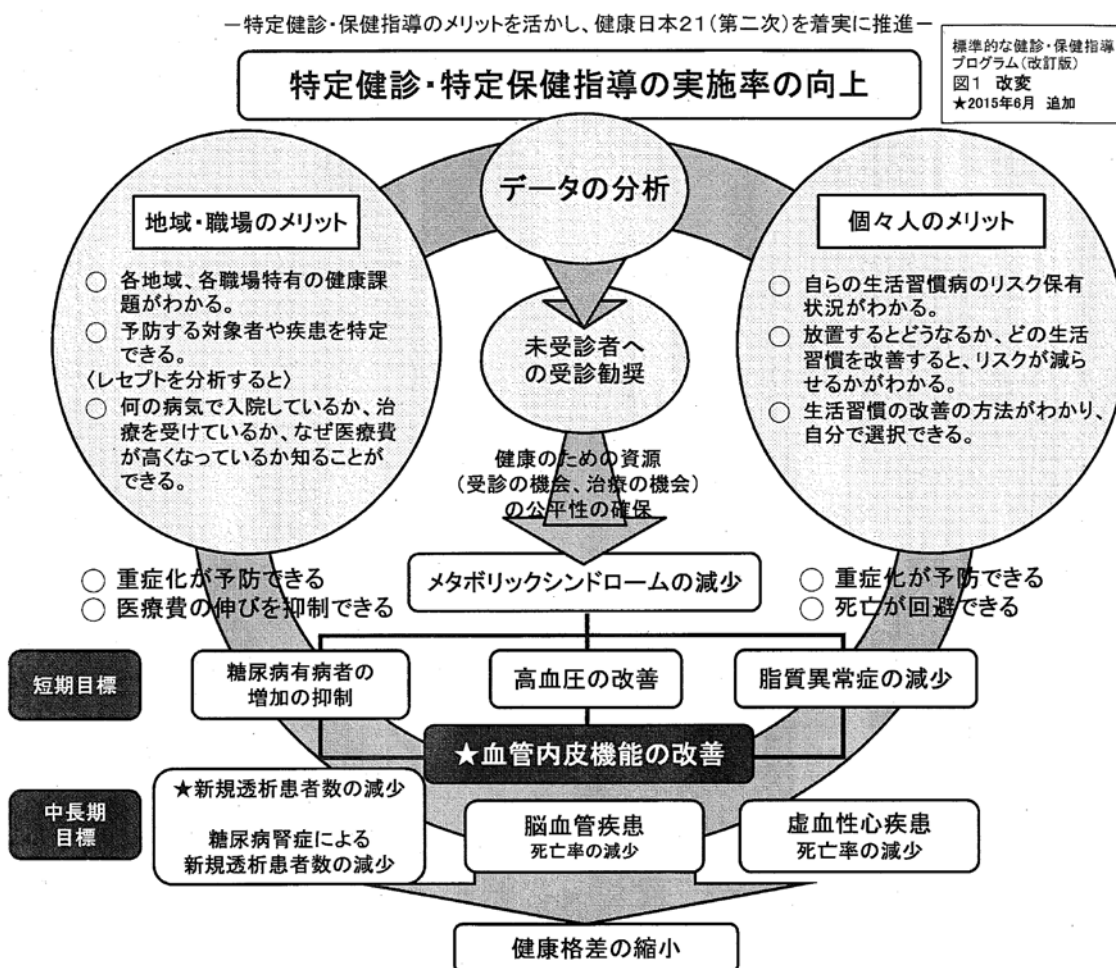 －特定健診・保健指導のメリットを活かし、健康日本21(第二次)を着実に推進－
標準的な健診・保健指導
プログラム(改訂版)
図1 改変
★2015年6月 追加
特定健診・特定保健指導の実施率の向上
データの分析
地域・職場のメリット
○ 各地域、各職場特有の健康課
題がわかる。
○ 予防する対象者や疾患を特定
できる。
〈レセプトを分析すると〉
○ 何の病気で入院しているか、治
療を受けているか、なぜ医療費
が高くなっているか知ることが
できる。
未受診者へ
の受診勧奨
個々人のメリット
○ 自らの生活習慣病のリスク保有
状況がわかる。
○ 放置するとどうなるか、どの生活
習慣を改善すると、リスクが減ら
せるかがわかる。
○ 生活習慣の改善の方法がわかり、
自分で選択できる。
健康のための資源
(受診の機会、治療の機会)
の公平性の確保
○ 重症化が予防できる
○ 医療費の伸びを抑制できる
メタボリックシンドロームの減少
○ 重症化が予防できる
○ 死亡が回避できる
短期目標
糖尿病有病者の
増加の抑制
高血圧の改善
脂質異常症の減少
★血管内皮機能の改善
中長期
目標
★新規透析患者数の減少
糖尿病腎症による
新規透析患者数の減少
脳血管疾患
死亡率の減少
虚血性心疾患
死亡率の減少
健康格差の縮小